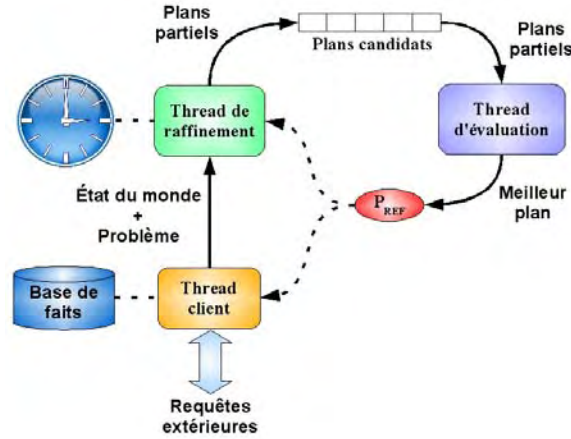 Plans
partiels
Plans candidats
Plans
partiels
Thread de
raffinement
Thread
d'évaluation
État du monde
+
Problème
P_REF
Meilleur
plan
Base de
faits
Thread
client
Requêtes
extérieures